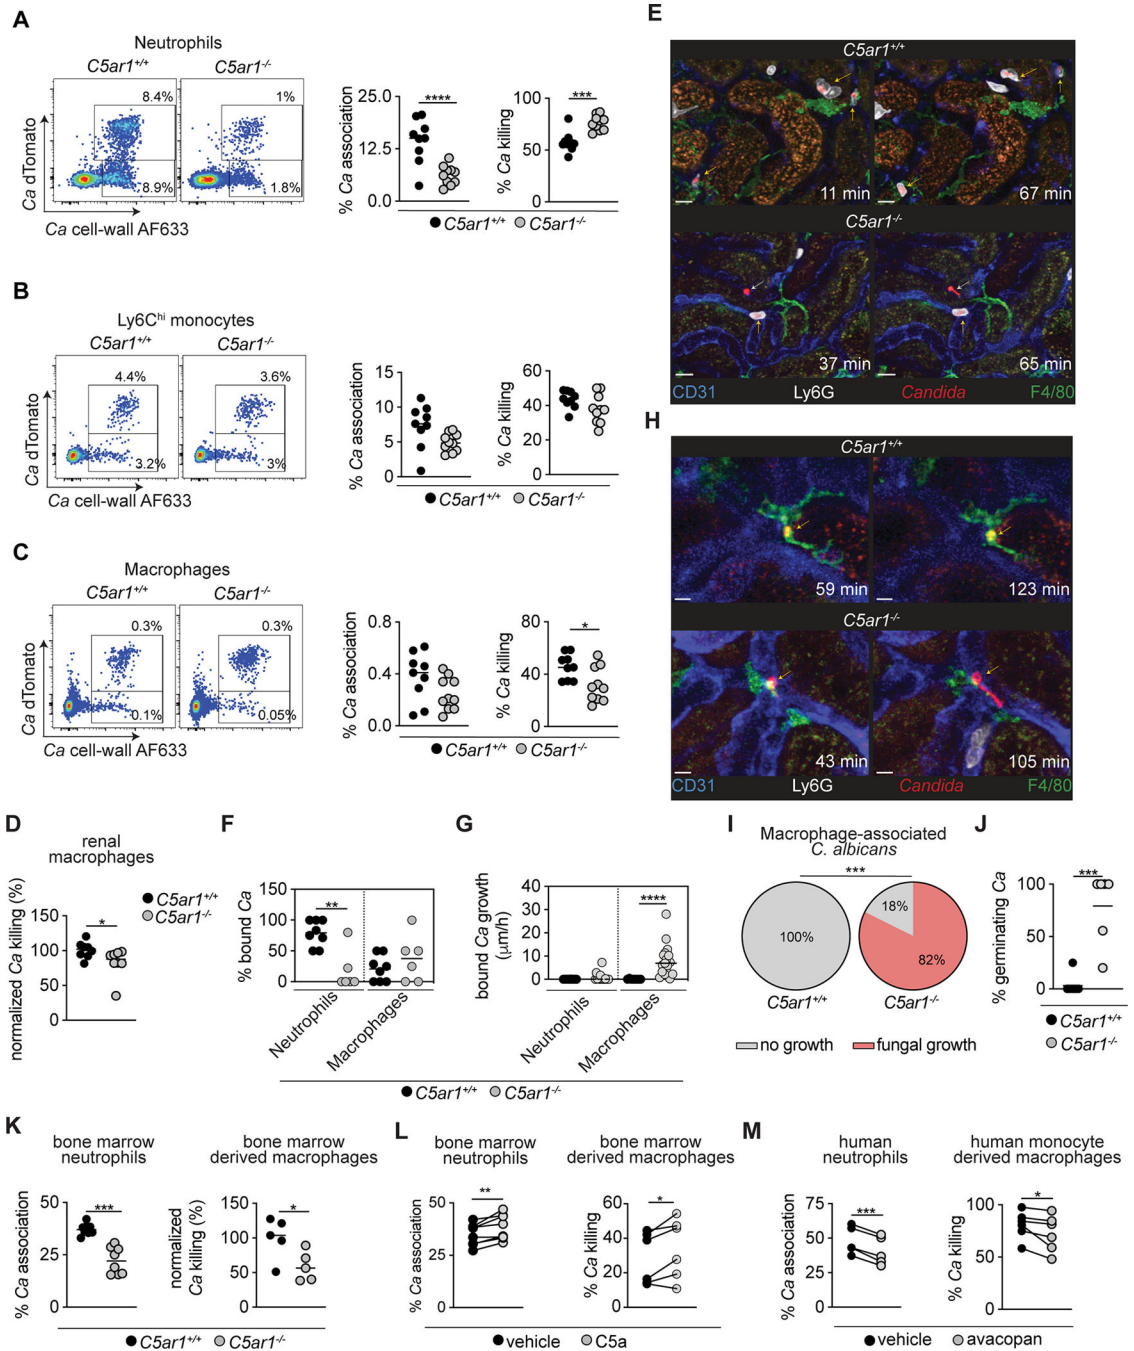 A
Neutrophils
C5ar1+/+ C5ar1-/-
8.4% 1%
8.9% 1.8%
Ca dTomato
Ca cell-wall AF633
% Ca association
25.0
12.5
0.0
****
% Ca killing
100
50
0
***
C5ar1+/+ C5ar1-/-
B
Ly6Chi monocytes
C5ar1+/+ C5ar1-/-
4.4% 3.6%
3.2% 3%
Ca dTomato
Ca cell-wall AF633
% Ca association
15
10
5
0
% Ca killing
60
40
20
0
C5ar1+/+ C5ar1-/-
C
Macrophages
C5ar1+/+ C5ar1-/-
0.3% 0.3%
0.1% 0.05%
Ca dTomato
Ca cell-wall AF633
% Ca association
0.8
0.4
0.0
% Ca killing
80
40
0
*
C5ar1+/+ C5ar1-/-
E
C5ar1+/+
11 min 67 min
C5ar1-/-
37 min 65 min
CD31 Ly6G Candida F4/80
H
C5ar1+/+
59 min 123 min
C5ar1-/-
43 min 105 min
CD31 Ly6G Candida F4/80
D
renal
macrophages
C5ar1+/+
C5ar1-/-
normalized Ca killing (%)
150
100
50
0
*
F
% bound Ca
150
100
50
0
**
Neutrophils
Macrophages
G
bound Ca growth
(µm/h)
40
30
20
10
0
****
Neutrophils
Macrophages
C5ar1+/+ C5ar1-/-
I
Macrophage-associated
C. albicans
***
100%
18%
82%
C5ar1+/+ C5ar1-/-
no growth fungal growth
J
% germinating Ca
100
50
0
***
C5ar1+/+
C5ar1-/-
K
bone marrow
neutrophils
% Ca association
50
25
0
***
bone marrow
derived macrophages
normalized
Ca killing (%)
150
100
50
0
*
C5ar1+/+ C5ar1-/-
L
bone marrow
neutrophils
% Ca association
50
25
0
**
bone marrow
derived macrophages
% Ca killing
60
40
20
0
*
vehicle C5a
M
human
neutrophils
% Ca association
75
50
25
0
***
human monocyte
derived macrophages
% Ca killing
100
50
0
*
vehicle avacopan